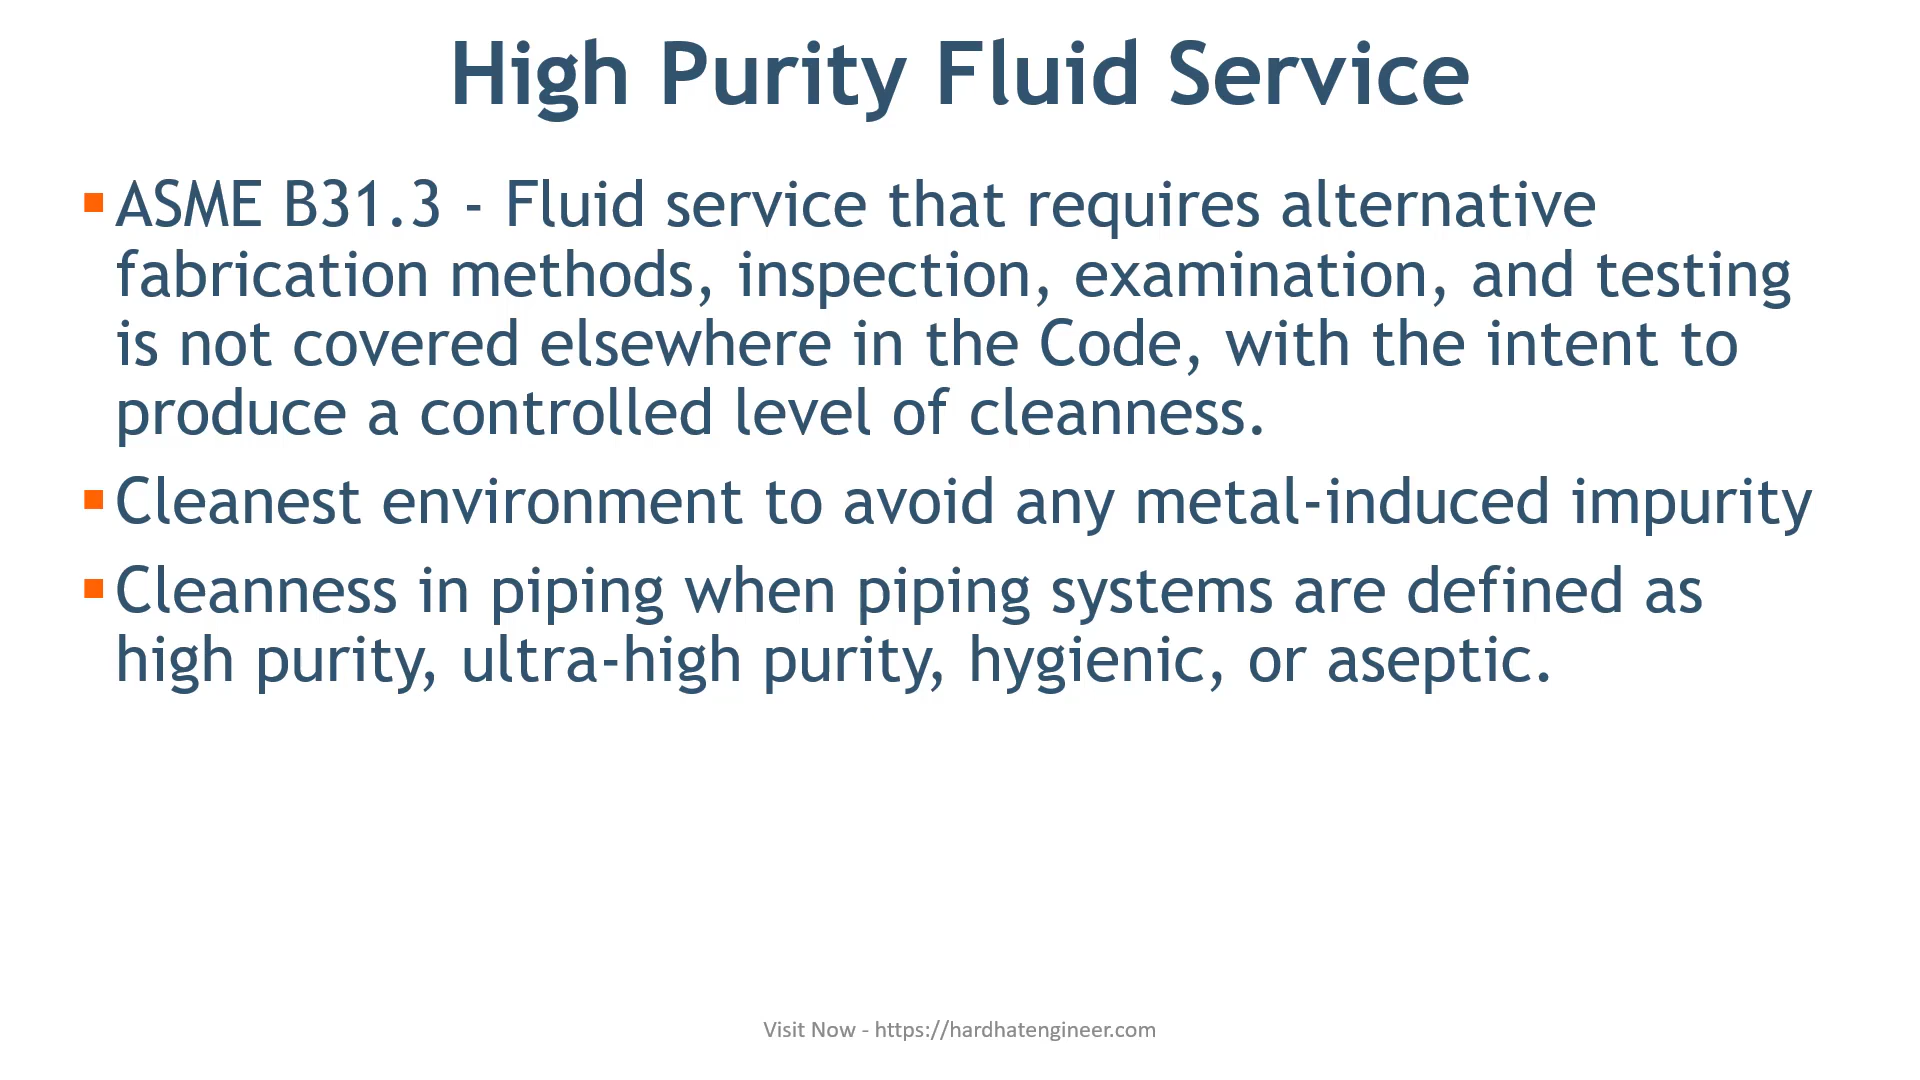 High Purity Fluid Service
▪ASME B31.3 - Fluid service that requires alternative
fabrication methods, inspection, examination, and testing
is not covered elsewhere in the Code, with the intent to
produce a controlled level of cleanness.
▪Cleanest environment to avoid any metal-induced impurity
▪Cleanness in piping when piping systems are defined as
high purity, ultra-high purity, hygienic, or aseptic.
Visit Now - https://hardhatengineer.com